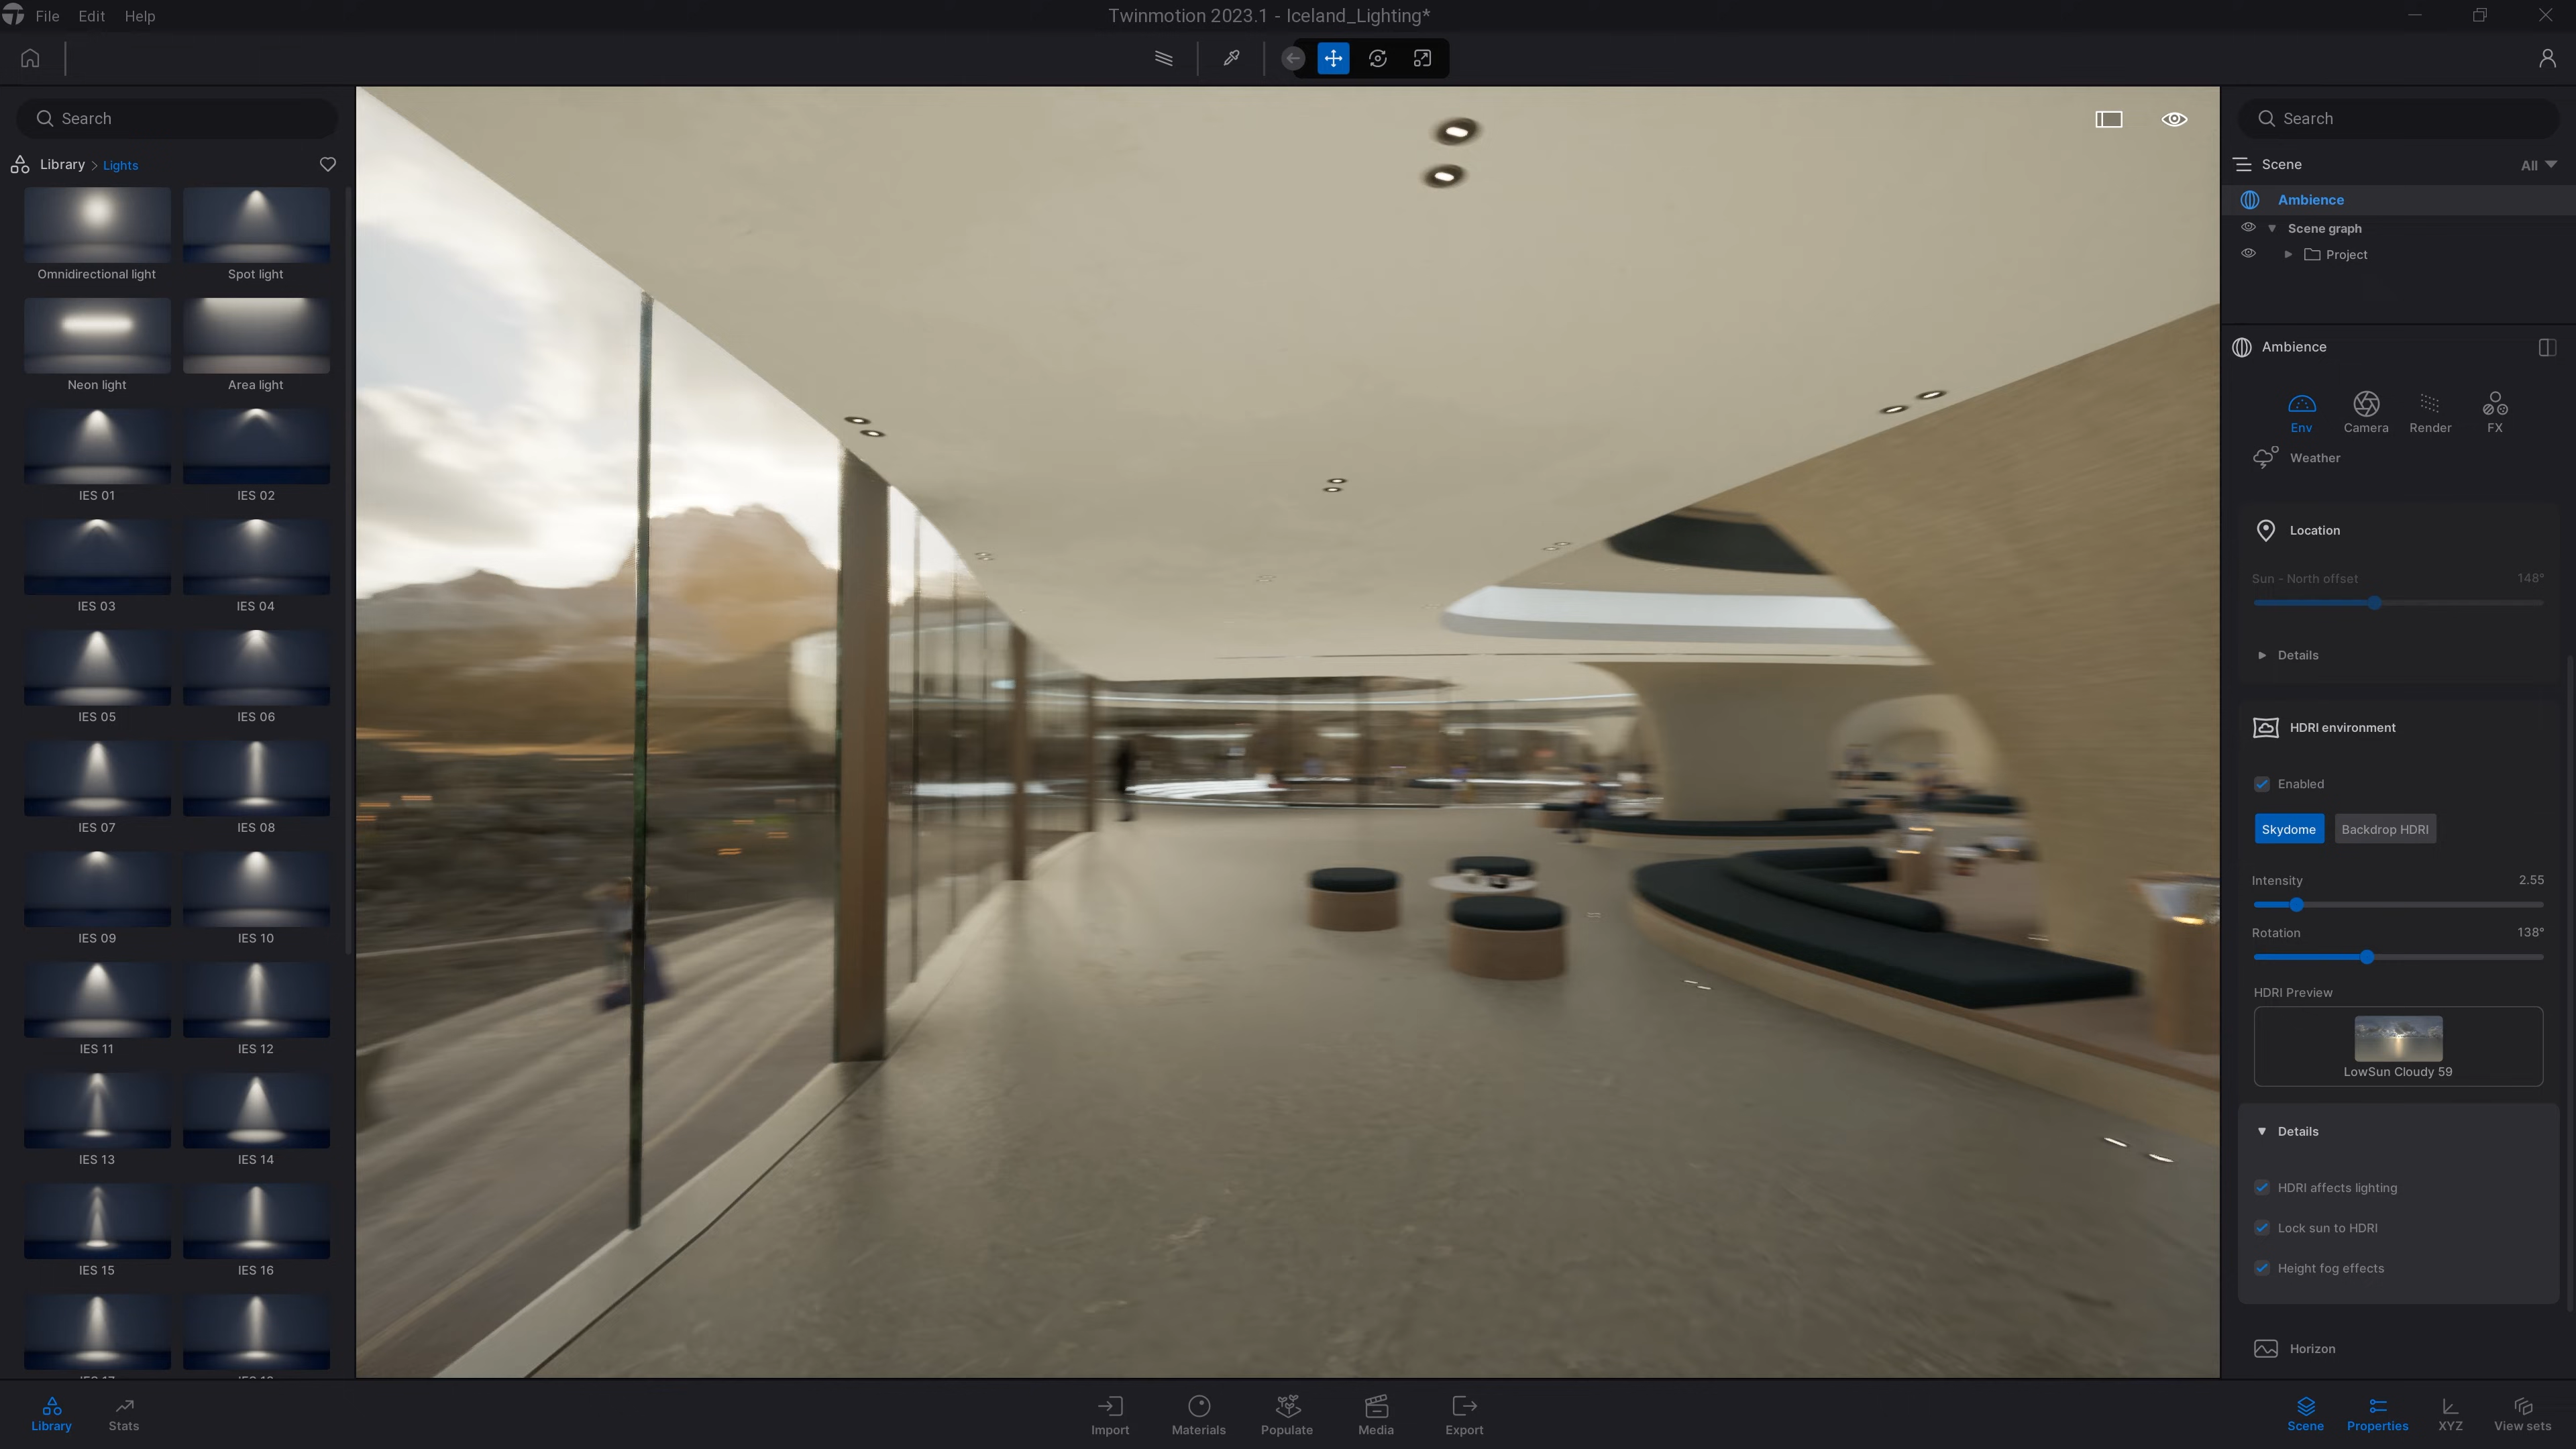 File Edit Help
Twinmotion 2023.1 - Iceland_Lighting*
Search
Library > Lights
Omnidirectional light
Spot light
Neon light
Area light
IES 01
IES 02
IES 03
IES 04
IES 05
IES 06
IES 07
IES 08
IES 09
IES 10
IES 11
IES 12
IES 13
IES 14
IES 15
IES 16
Search
Scene
All
Ambience
Scene graph
Project
Ambience
Env
Camera
Render
FX
Weather
Location
Sun - North offset 148°
Details
HDRI environment
Enabled
Skydome
Backdrop HDRI
Intensity 2.55
Rotation 138°
HDRI Preview
LowSun Cloudy 59
Details
HDRI affects lighting
Lock sun to HDRI
Height fog effects
Horizon
Library
Stats
Import
Materials
Populate
Media
Export
Scene
Properties
XYZ
View sets